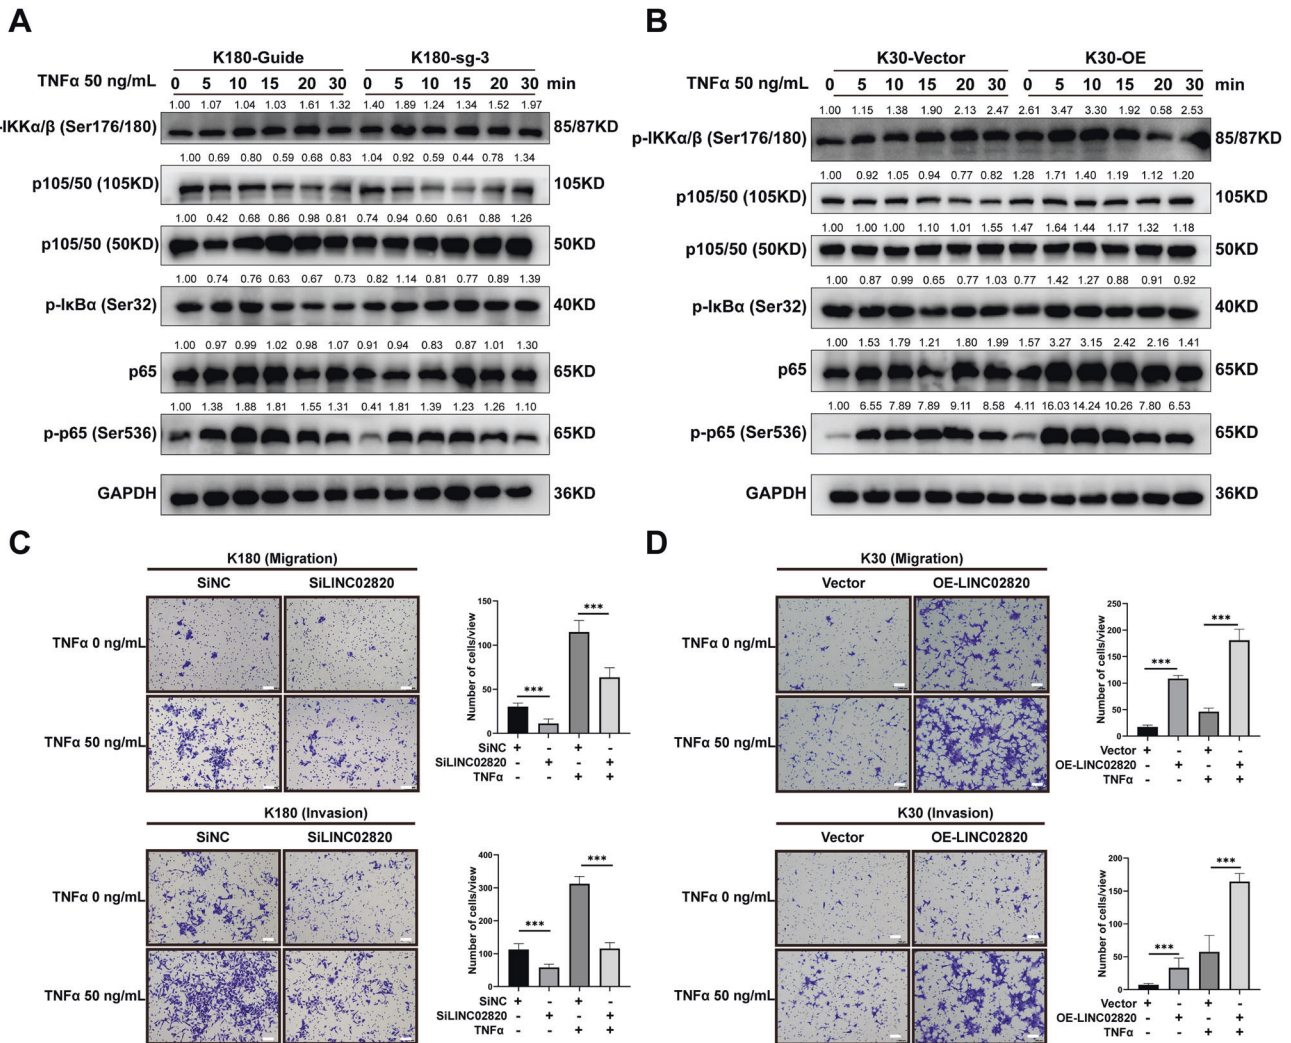 A
K180-Guide K180-sg-3
TNFα 50 ng/mL 0 5 10 15 20 30 0 5 10 15 20 30 min
1.00 1.07 1.04 1.03 1.61 1.32 1.40 1.89 1.24 1.34 1.52 1.97
-IKKα/β (Ser176/180) 85/87KD
1.00 0.69 0.80 0.59 0.68 0.83 1.04 0.92 0.59 0.44 0.78 1.34
p105/50 (105KD) 105KD
1.00 0.42 0.68 0.86 0.98 0.81 0.74 0.94 0.60 0.61 0.88 1.26
p105/50 (50KD) 50KD
1.00 0.74 0.76 0.63 0.67 0.73 0.82 1.14 0.81 0.77 0.89 1.39
p-IκBα (Ser32) 40KD
1.00 0.97 0.99 1.02 0.98 1.07 0.91 0.94 0.83 0.87 1.01 1.30
p65 65KD
1.00 1.38 1.88 1.81 1.55 1.31 0.41 1.81 1.39 1.23 1.26 1.10
p-p65 (Ser536) 65KD
GAPDH 36KD
B
K30-Vector K30-OE
TNFα 50 ng/mL 0 5 10 15 20 30 0 5 10 15 20 30 min
1.00 1.15 1.38 1.90 2.13 2.47 2.61 3.47 3.30 1.92 0.58 2.53
p-IKKα/β (Ser176/180) 85/87KD
1.00 0.92 1.05 0.94 0.77 0.82 1.28 1.71 1.40 1.19 1.12 1.20
p105/50 (105KD) 105KD
1.00 1.00 1.00 1.10 1.01 1.55 1.47 1.64 1.44 1.17 1.32 1.18
p105/50 (50KD) 50KD
1.00 0.87 0.99 0.65 0.77 1.03 0.77 1.42 1.27 0.88 0.91 0.92
p-IκBα (Ser32) 40KD
1.00 1.53 1.79 1.21 1.80 1.99 1.57 3.27 3.15 2.42 2.16 1.41
p65 65KD
1.00 6.55 7.89 7.89 9.11 8.58 4.11 16.03 14.24 10.26 7.80 6.53
p-p65 (Ser536) 65KD
GAPDH 36KD
C
K180 (Migration)
SiNC SiLINC02820
TNFα 0 ng/mL
TNFα 50 ng/mL
Number of cells/view
150
100
50
0
*** ***
SiNC + - + -
SiLINC02820 - + - +
TNFα - - + +
K180 (Invasion)
SiNC SiLINC02820
TNFα 0 ng/mL
TNFα 50 ng/mL
Number of cells/view
400
300
200
100
0
*** ***
SiNC + - + -
SiLINC02820 - + - +
TNFα - - + +
D
K30 (Migration)
Vector OE-LINC02820
TNFα 0 ng/mL
TNFα 50 ng/mL
Number of cells/view
250
200
150
100
50
0
*** ***
Vector + - + -
OE-LINC02820 - + - +
TNFα - - + +
K30 (Invasion)
Vector OE-LINC02820
TNFα 0 ng/mL
TNFα 50 ng/mL
Number of cells/view
200
150
100
50
0
*** ***
Vector + - + -
OE-LINC02820 - + - +
TNFα - - + +